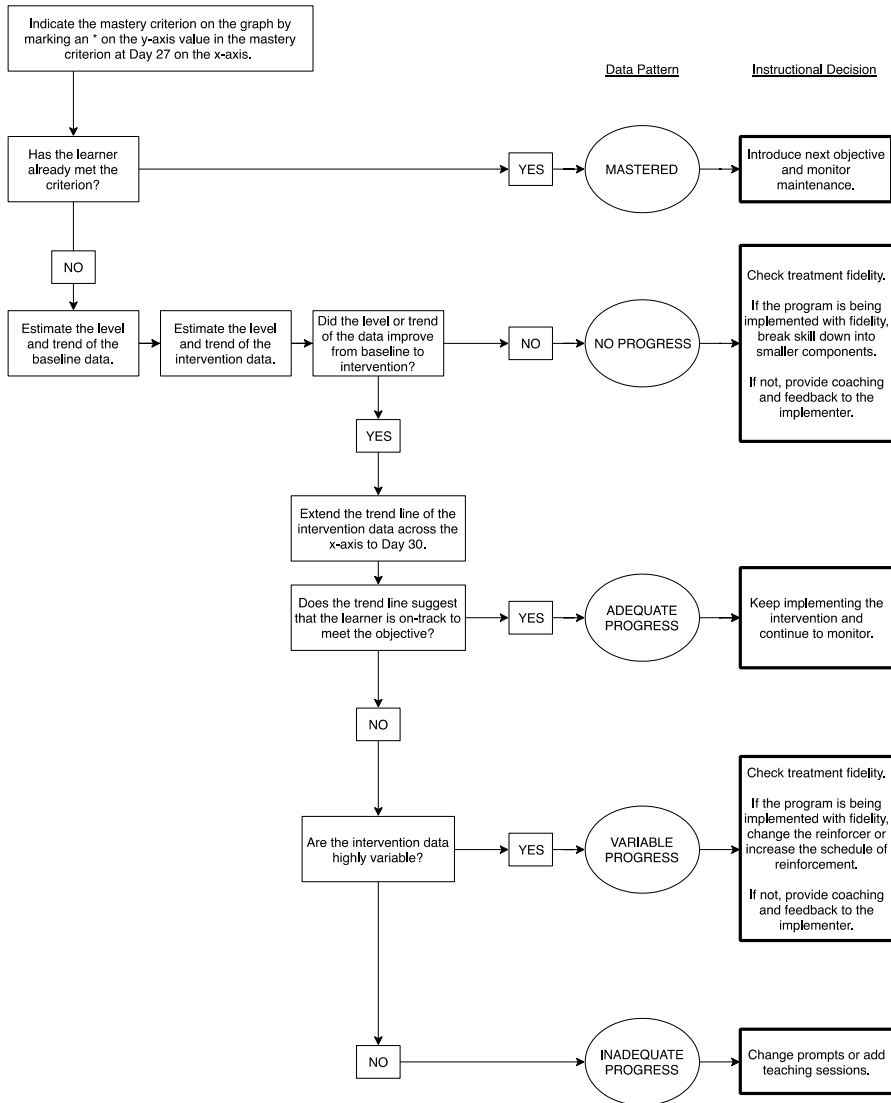 Indicate the mastery criterion on the graph by
marking an * on the y-axis value in the mastery
criterion at Day 27 on the x-axis.
Data Pattern
Instructional Decision
Has the learner
already met the
criterion?
YES
MASTERED
Introduce next objective
and monitor
maintenance.
NO
Estimate the level
and trend of the
baseline data.
Estimate the level
and trend of the
intervention data.
Did the level or trend
of the data improve
from baseline to
intervention?
NO
NO PROGRESS
Check treatment fidelity.
If the program is being
implemented with fidelity,
break skill down into
smaller components.
If not, provide coaching
and feedback to the
implementer.
YES
Extend the trend line of the
intervention data across the
x-axis to Day 30.
Does the trend line suggest
that the learner is on-track to
meet the objective?
YES
ADEQUATE
PROGRESS
Keep implementing the
intervention and
continue to monitor.
NO
Are the intervention data
highly variable?
YES
VARIABLE
PROGRESS
Check treatment fidelity.
If the program is being
implemented with fidelity,
change the reinforcer or
increase the schedule of
reinforcement.
If not, provide coaching
and feedback to the
implementer.
NO
INADEQUATE
PROGRESS
Change prompts or add
teaching sessions.